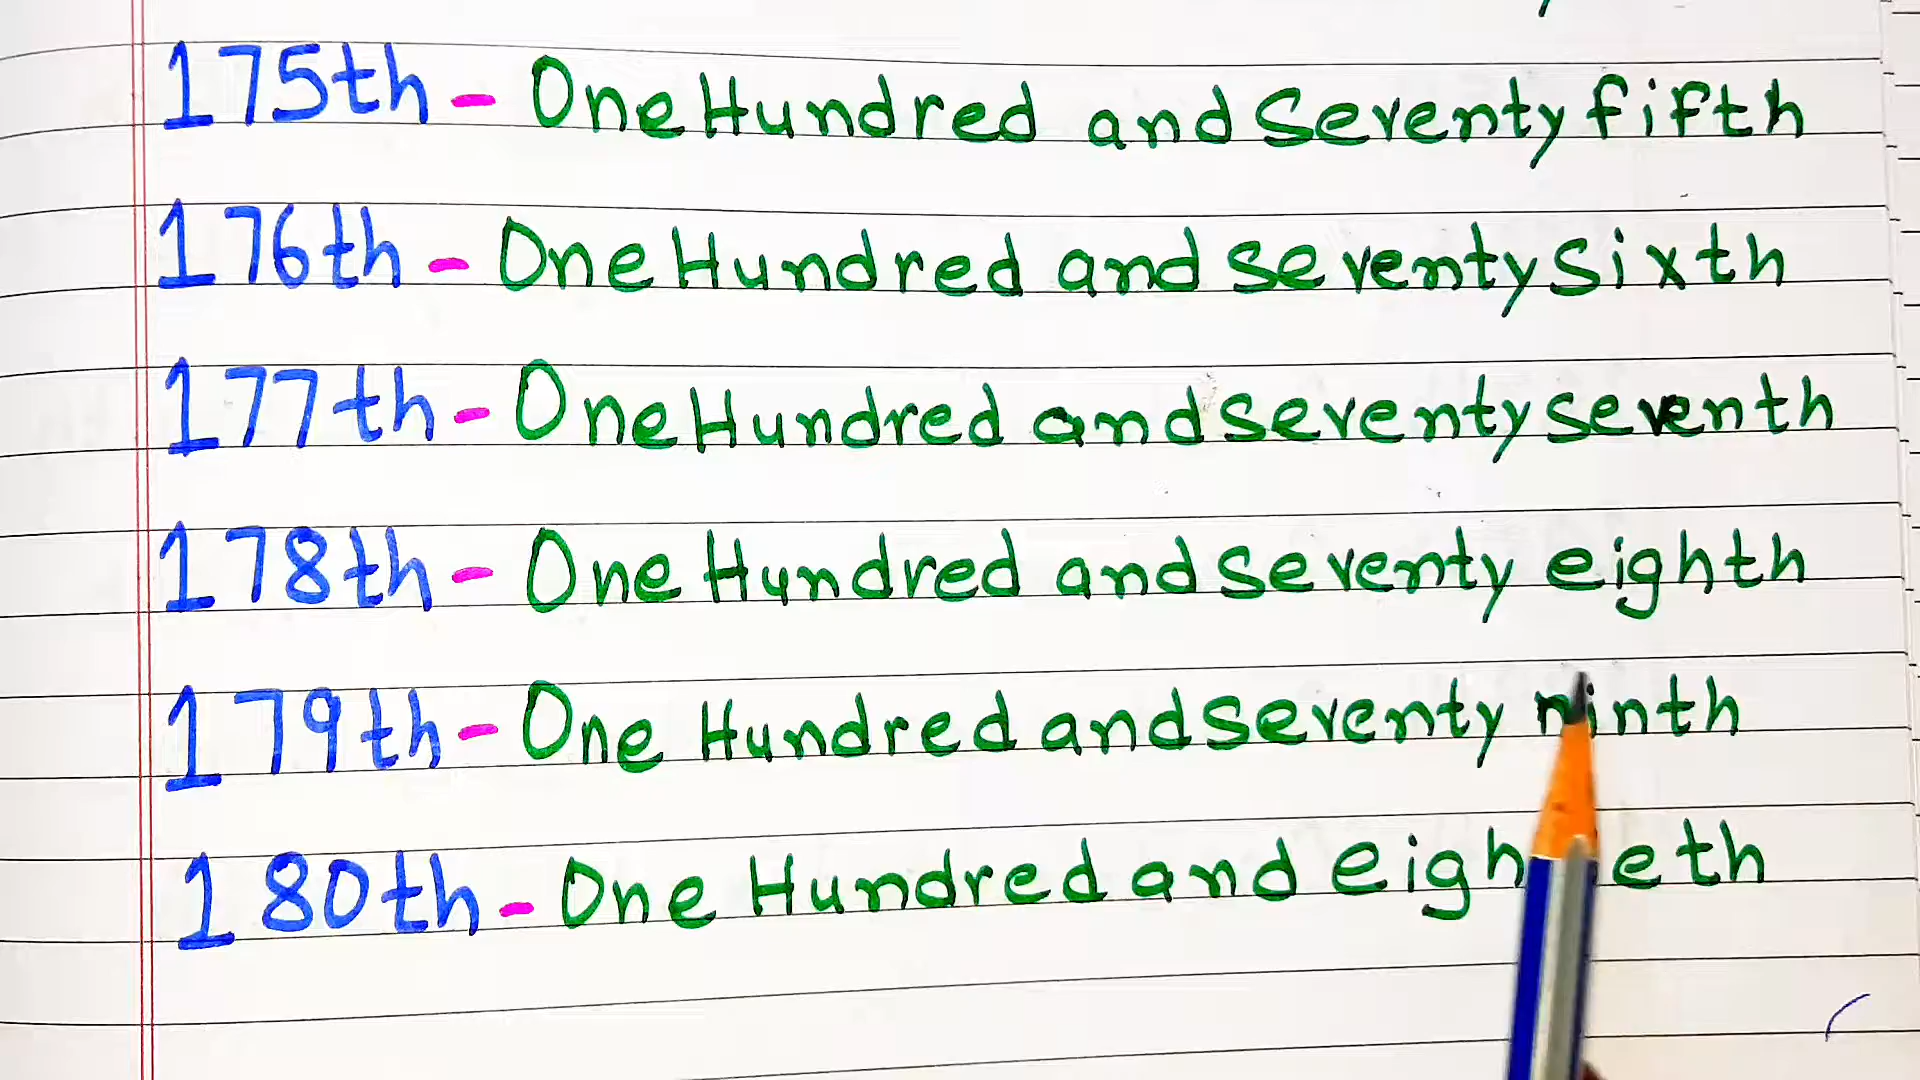 175th - One Hundred and Seventy fifth
176th - One Hundred and seventy sixth
177th - One Hundred and seventy seventh
178th - One Hundred and seventy eighth
179th - One Hundred and seventy ninth
180th - One Hundred and